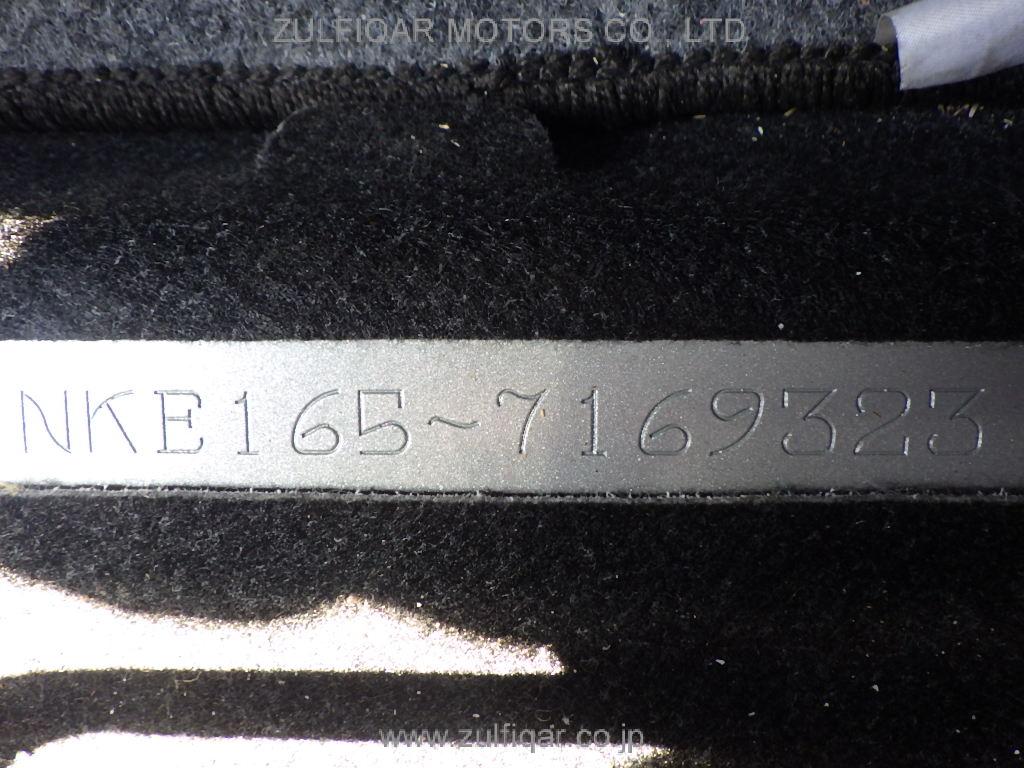 ZULFIQAR MOTORS CO. LTD.
NKE165-7169323
www.zulfiqar.co.jp